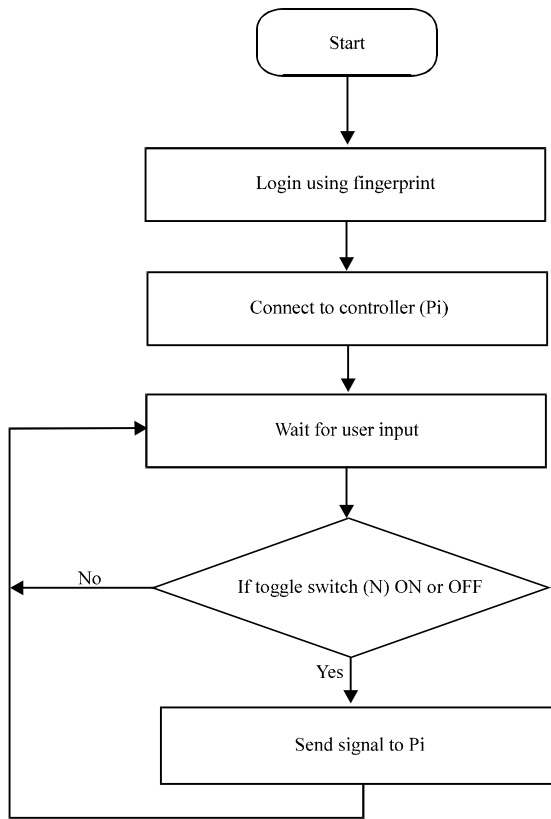 Start
Login using fingerprint
Connect to controller (Pi)
Wait for user input
If toggle switch (N) ON or OFF
No
Yes
Send signal to Pi